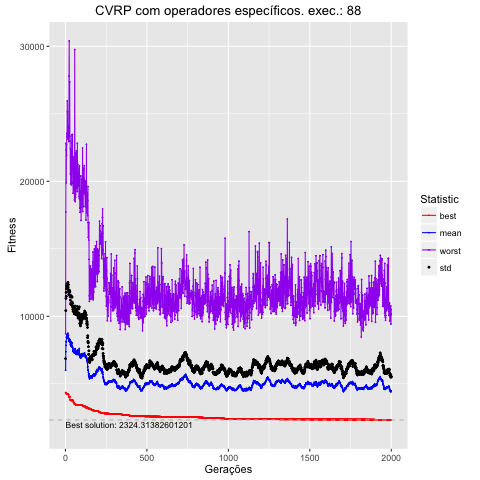 CVRP com operadores específicos. exec.: 88
Fitness
30000
20000
10000
Best solution: 2324.31382601201
0
500
1000
1500
2000
Gerações
Statistic
best
mean
worst
std